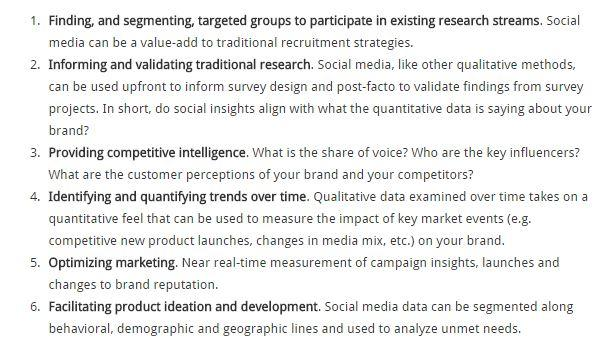 1. Finding, and segmenting, targeted groups to participate in existing research streams. Social
media can be a value-add to traditional recruitment strategies.
2. Informing and validating traditional research. Social media, like other qualitative methods,
can be used upfront to inform survey design and post-facto to validate findings from survey
projects. In short, do social insights align with what the quantitative data is saying about your
brand?
3. Providing competitive intelligence. What is the share of voice? Who are the key influencers?
What are the customer perceptions of your brand and your competitors?
4. Identifying and quantifying trends over time. Qualitative data examined over time takes on a
quantitative feel that can be used to measure the impact of key market events (e.g.
competitive new product launches, changes in media mix, etc.) on your brand.
5. Optimizing marketing. Near real-time measurement of campaign insights, launches and
changes to brand reputation.
6. Facilitating product ideation and development. Social media data can be segmented along
behavioral, demographic and geographic lines and used to analyze unmet needs.